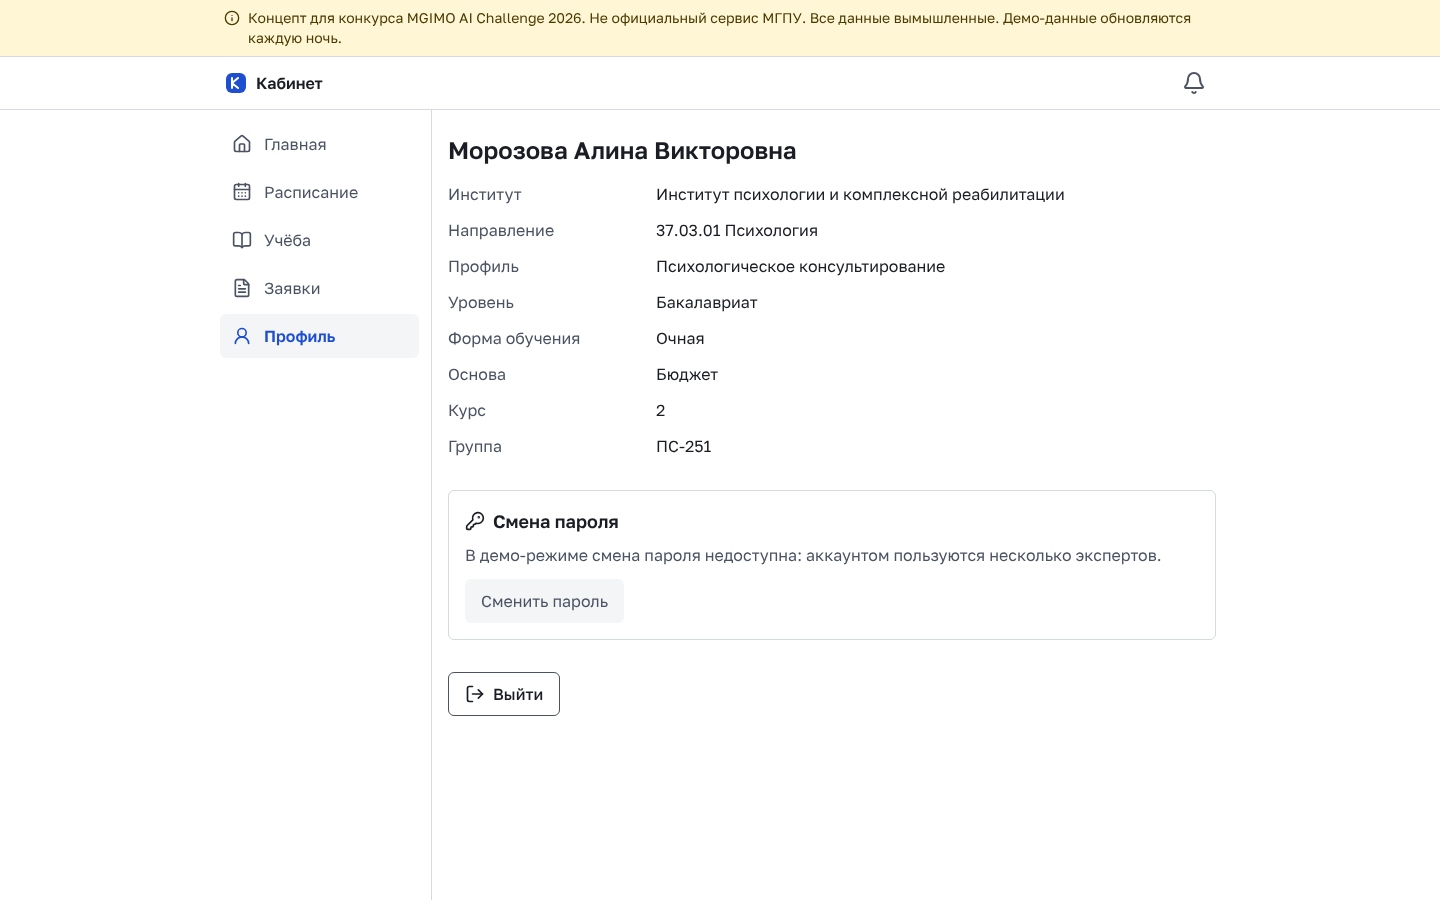 Концепт для конкурса MGIMO AI Challenge 2026. Не официальный сервис МГПУ. Все данные вымышленные. Демо-данные обновляются
каждую ночь.
Кабинет
Главная
Расписание
Учёба
Заявки
Профиль
Морозова Алина Викторовна
Институт Институт психологии и комплексной реабилитации
Направление 37.03.01 Психология
Профиль Психологическое консультирование
Уровень Бакалавриат
Форма обучения Очная
Основа Бюджет
Курс 2
Группа ПС-251
Смена пароля
В демо-режиме смена пароля недоступна: аккаунтом пользуются несколько экспертов.
Сменить пароль
Выйти